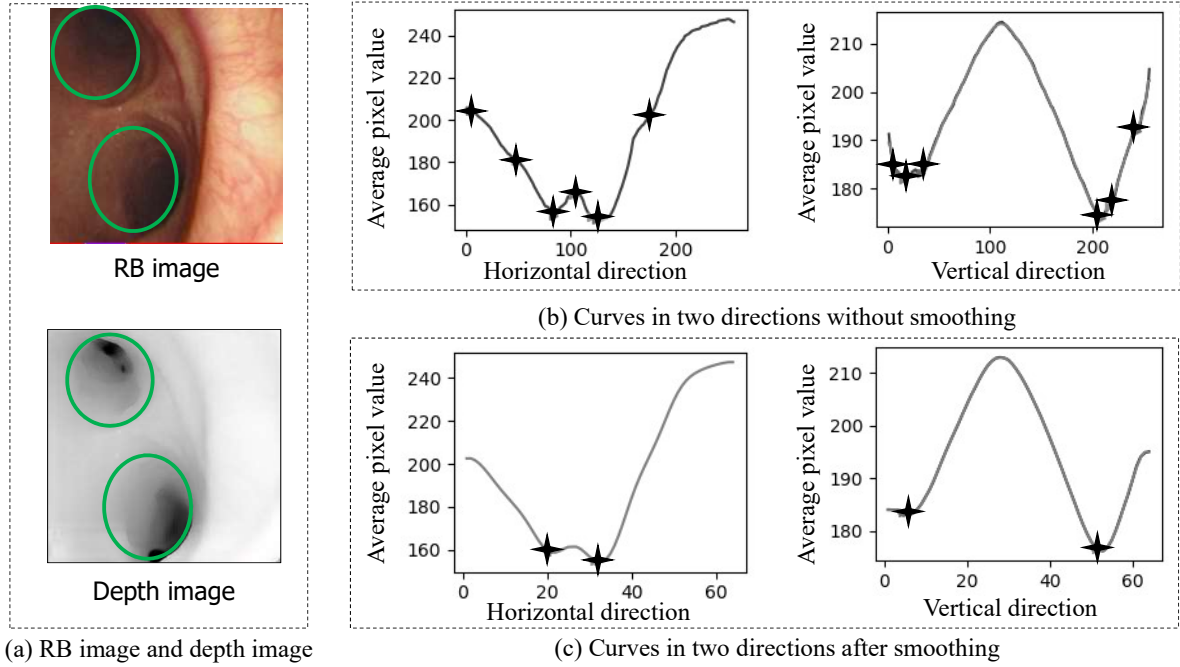 RB image
Depth image
(a) RB image and depth image
Average pixel value
240
220
200
180
160
0 100 200
Horizontal direction
Average pixel value
210
200
190
180
0 100 200
Vertical direction
(b) Curves in two directions without smoothing
Average pixel value
240
220
200
180
160
0 20 40 60
Horizontal direction
Average pixel value
210
200
190
180
0 20 40 60
Vertical direction
(c) Curves in two directions after smoothing